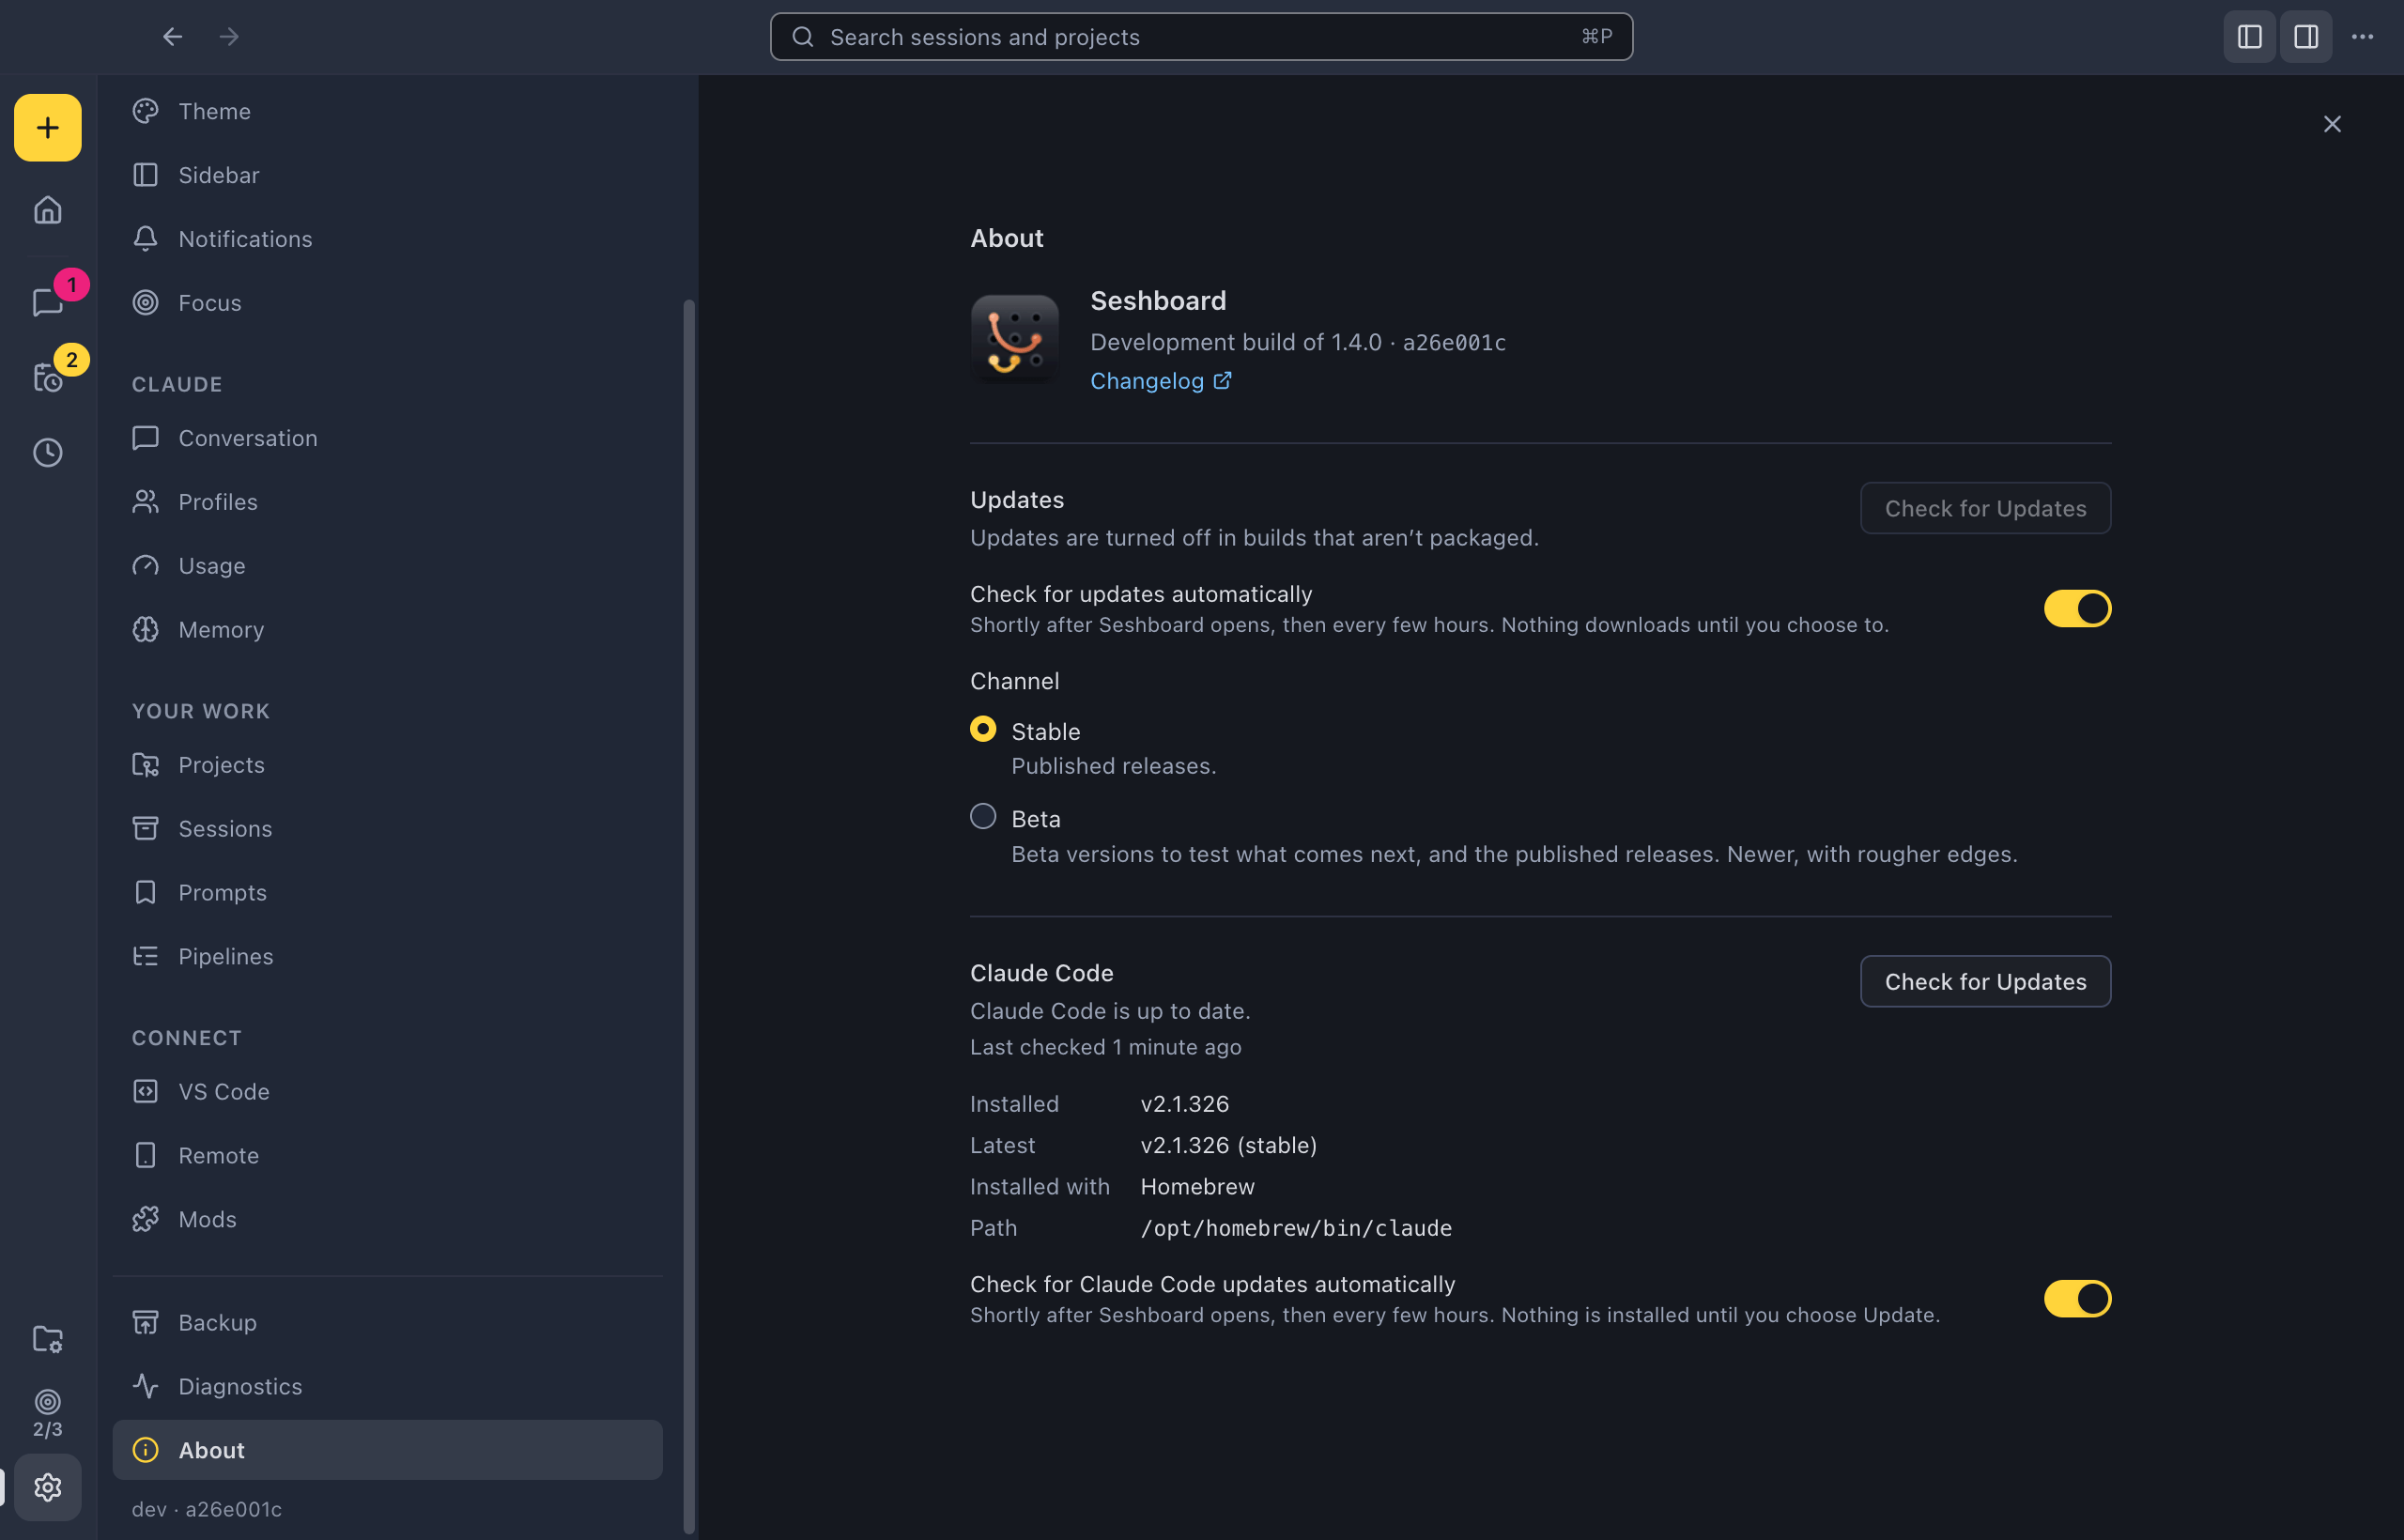 Search sessions and projects ⌘P
1
2
2/3
Theme
Sidebar
Notifications
Focus
CLAUDE
Conversation
Profiles
Usage
Memory
YOUR WORK
Projects
Sessions
Prompts
Pipelines
CONNECT
VS Code
Remote
Mods
Backup
Diagnostics
About
dev · a26e001c
About
Seshboard
Development build of 1.4.0 · a26e001c
Changelog
Updates
Check for Updates
Updates are turned off in builds that aren’t packaged.
Check for updates automatically
Shortly after Seshboard opens, then every few hours. Nothing downloads until you choose to.
Channel
Stable
Published releases.
Beta
Beta versions to test what comes next, and the published releases. Newer, with rougher edges.
Claude Code
Check for Updates
Claude Code is up to date.
Last checked 1 minute ago
Installed v2.1.326
Latest v2.1.326 (stable)
Installed with Homebrew
Path /opt/homebrew/bin/claude
Check for Claude Code updates automatically
Shortly after Seshboard opens, then every few hours. Nothing is installed until you choose Update.